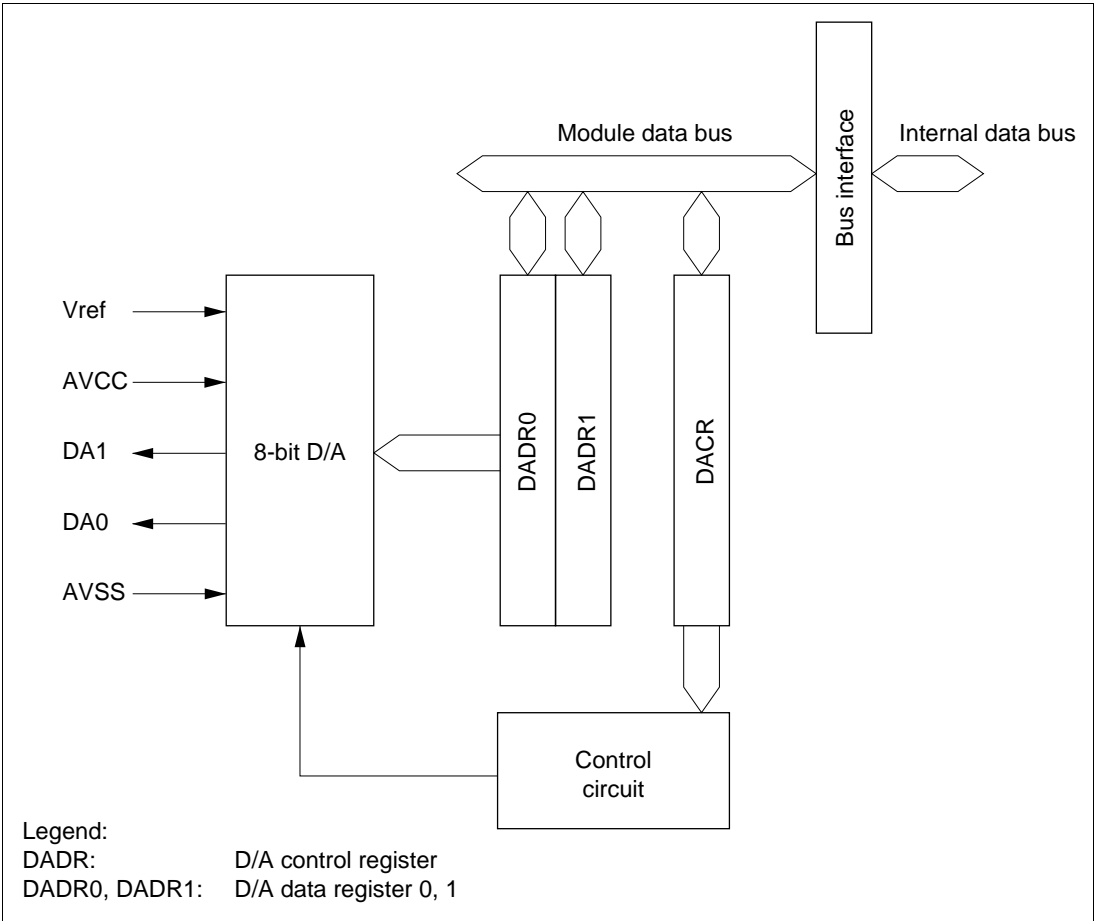 Module data bus
Internal data bus
Bus interface
Vref
AVCC
DA1
DA0
AVSS
8-bit D/A
DADR0
DADR1
DACR
Control
circuit
Legend:
DADR: D/A control register
DADR0, DADR1: D/A data register 0, 1